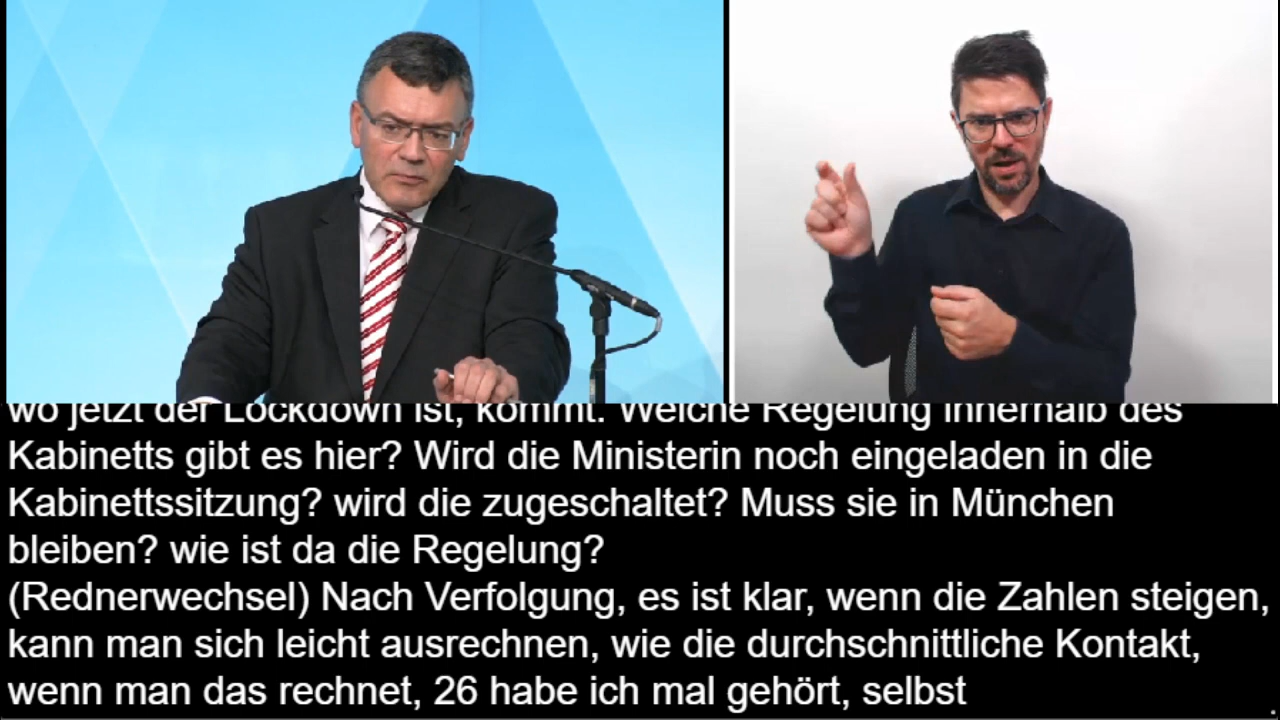 wo jetzt der Lockdown ist, kommt. Welche Regelung innerhalb des
Kabinetts gibt es hier? Wird die Ministerin noch eingeladen in die
Kabinettssitzung? wird die zugeschaltet? Muss sie in München
bleiben? wie ist da die Regelung?
(Rednerwechsel) Nach Verfolgung, es ist klar, wenn die Zahlen steigen,
kann man sich leicht ausrechnen, wie die durchschnittliche Kontakt,
wenn man das rechnet, 26 habe ich mal gehört, selbst